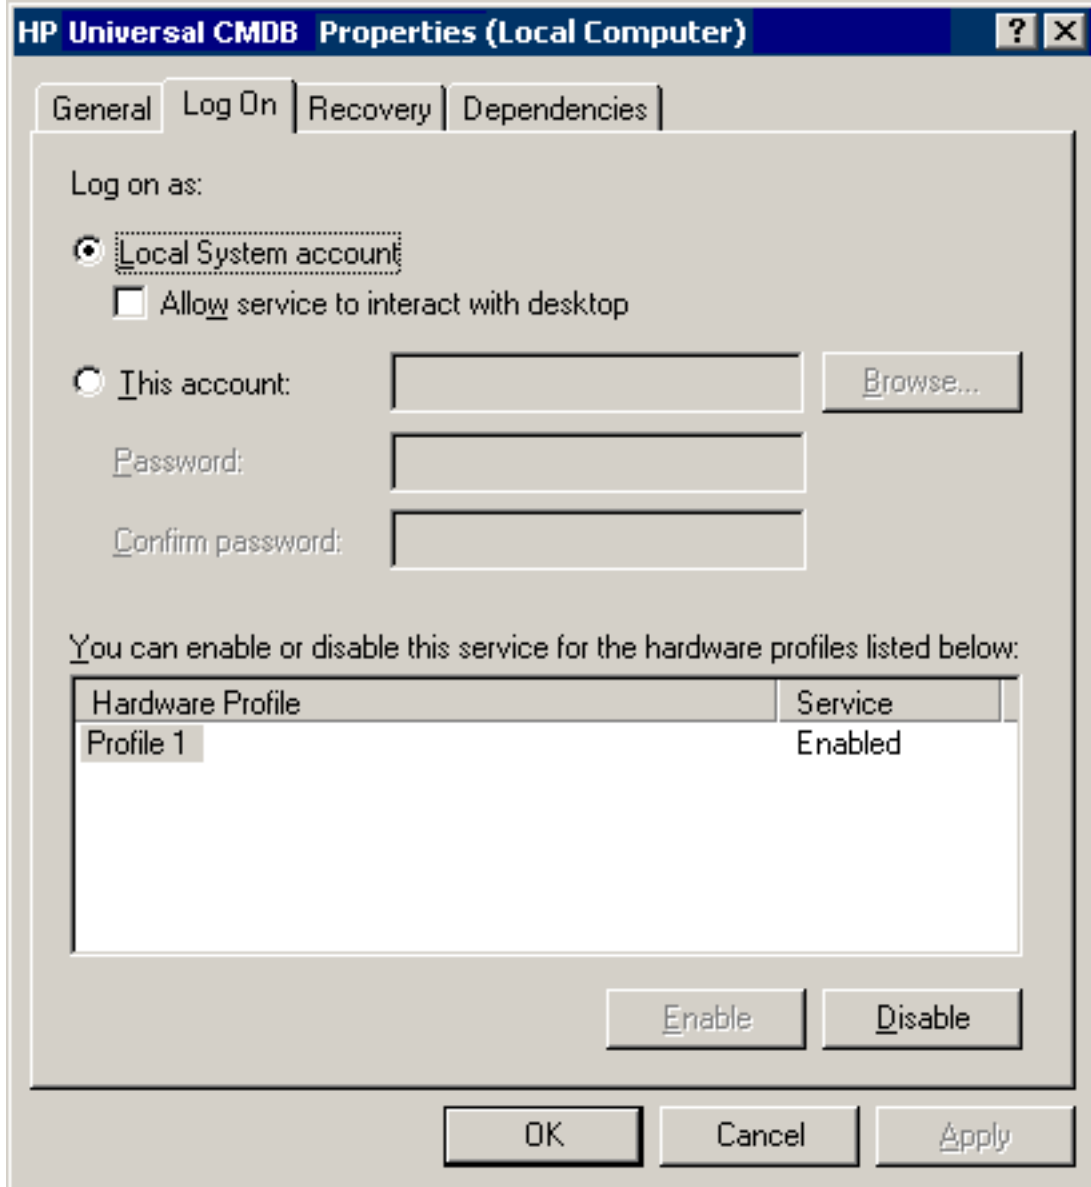 HP Universal CMDB Properties (Local Computer) ? X
General Log On Recovery Dependencies
Log on as:
Local System account
Allow service to interact with desktop
This account: Browse...
Password:
Confirm password:
You can enable or disable this service for the hardware profiles listed below:
Hardware Profile Service
Profile 1 Enabled
Enable Disable
OK Cancel Apply